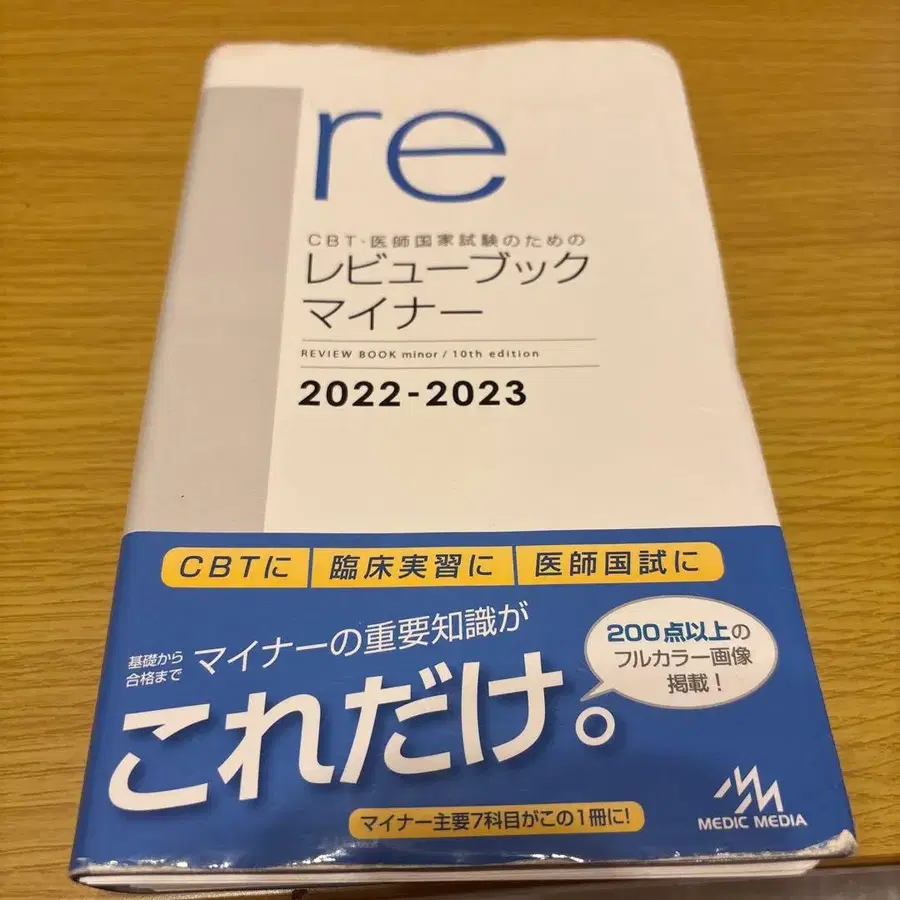 re
CBT・医師国家試験のための
レビューブック
マイナー
REVIEW BOOK minor / 10th edition
2022-2023
CBTに 臨床実習に 医師国試に
基礎から
合格まで
マイナーの重要知識が
これだけ。
200点以上の
フルカラー画像
掲載!
マイナー主要7科目がこの1冊に!
MEDIC MEDIA